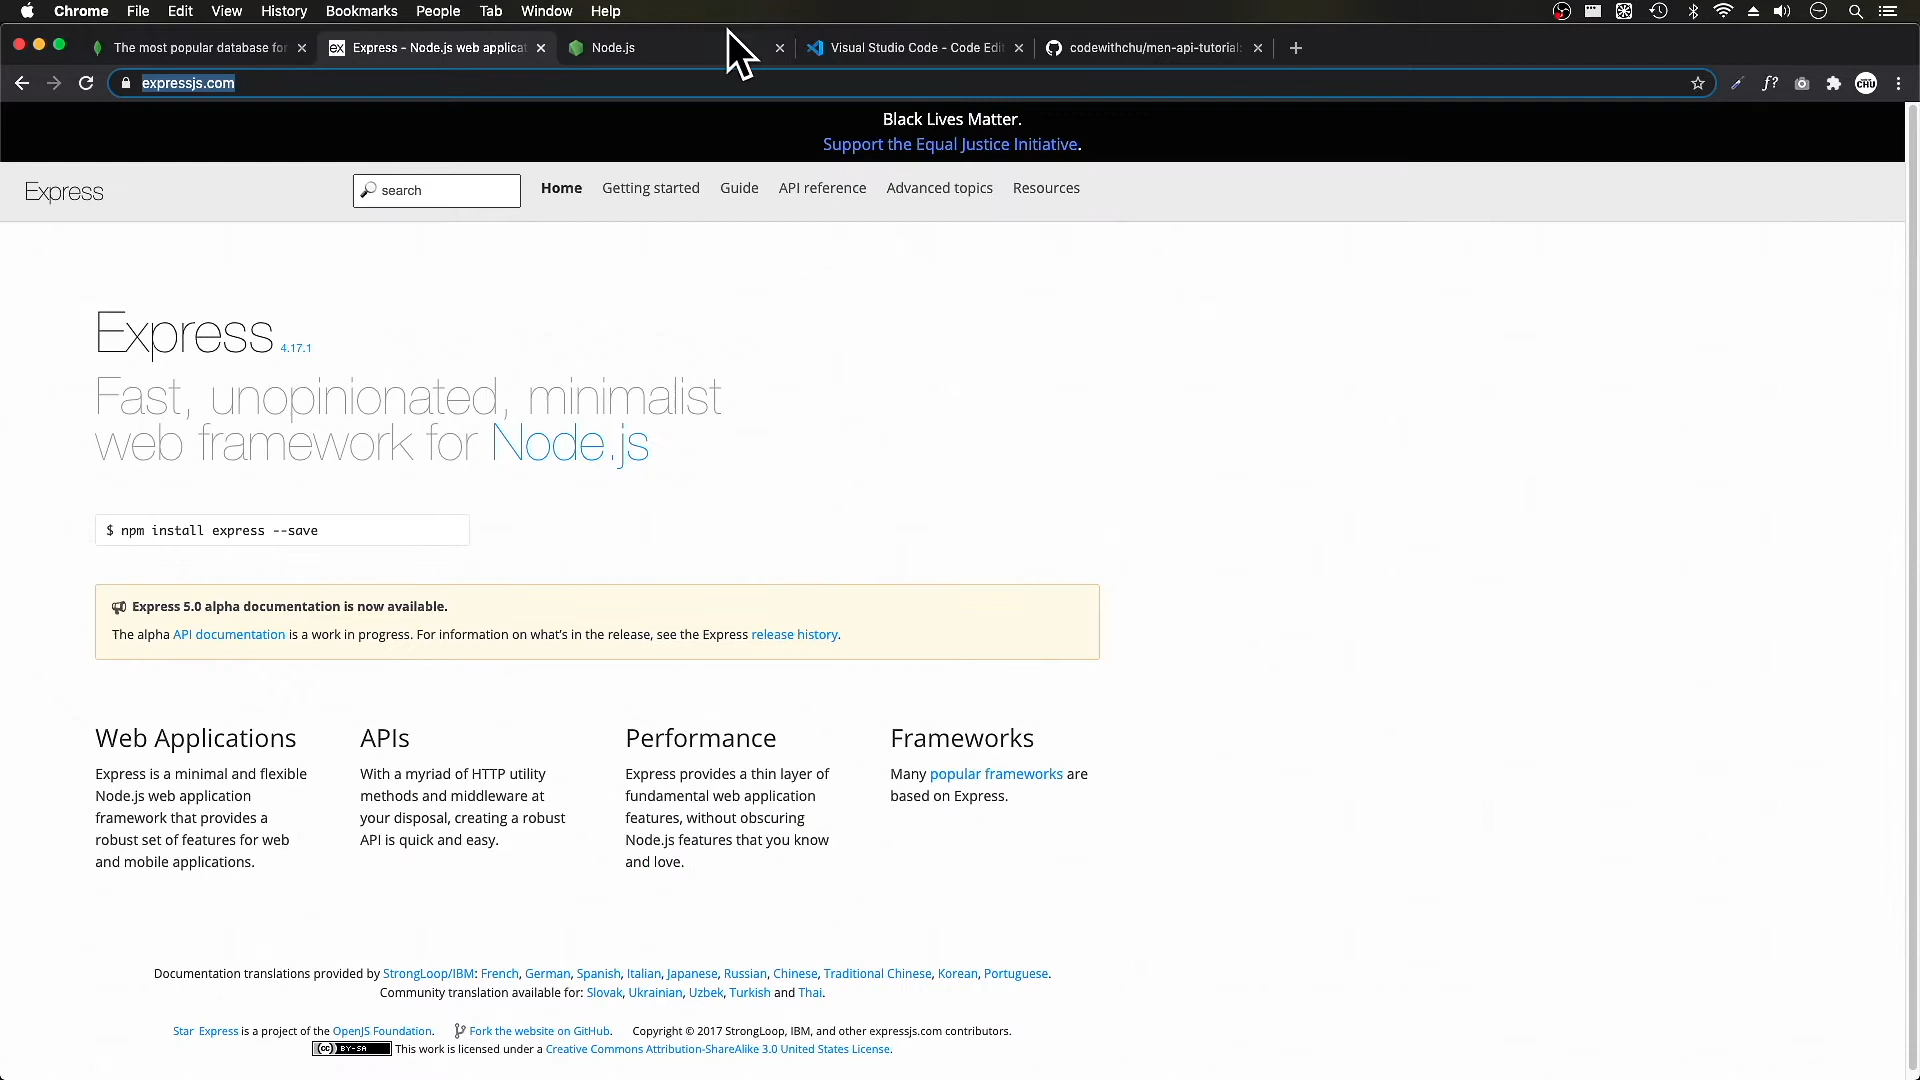 Chrome File Edit View History Bookmarks People Tab Window Help
The most popular database for
Express - Node.js web applicat
Node.js
Visual Studio Code - Code Edit
codewithchu/men-api-tutorial:
expressjs.com
f?
CHU
Black Lives Matter.
Support the Equal Justice Initiative.
Express
search
Home Getting started Guide API reference Advanced topics Resources
Express 4.17.1
Fast, unopinionated, minimalist
web framework for Node.js
$ npm install express --save
Express 5.0 alpha documentation is now available.
The alpha API documentation is a work in progress. For information on what's in the release, see the Express release history.
Web Applications
Express is a minimal and flexible
Node.js web application
framework that provides a
robust set of features for web
and mobile applications.
APIs
With a myriad of HTTP utility
methods and middleware at
your disposal, creating a robust
API is quick and easy.
Performance
Express provides a thin layer of
fundamental web application
features, without obscuring
Node.js features that you know
and love.
Frameworks
Many popular frameworks are
based on Express.
Documentation translations provided by StrongLoop/IBM: French, German, Spanish, Italian, Japanese, Russian, Chinese, Traditional Chinese, Korean, Portuguese.
Community translation available for: Slovak, Ukrainian, Uzbek, Turkish and Thai.
Star Express is a project of the OpenJS Foundation. Fork the website on GitHub. Copyright © 2017 StrongLoop, IBM, and other expressjs.com contributors.
(cc) BY-SA This work is licensed under a Creative Commons Attribution-ShareAlike 3.0 United States License.